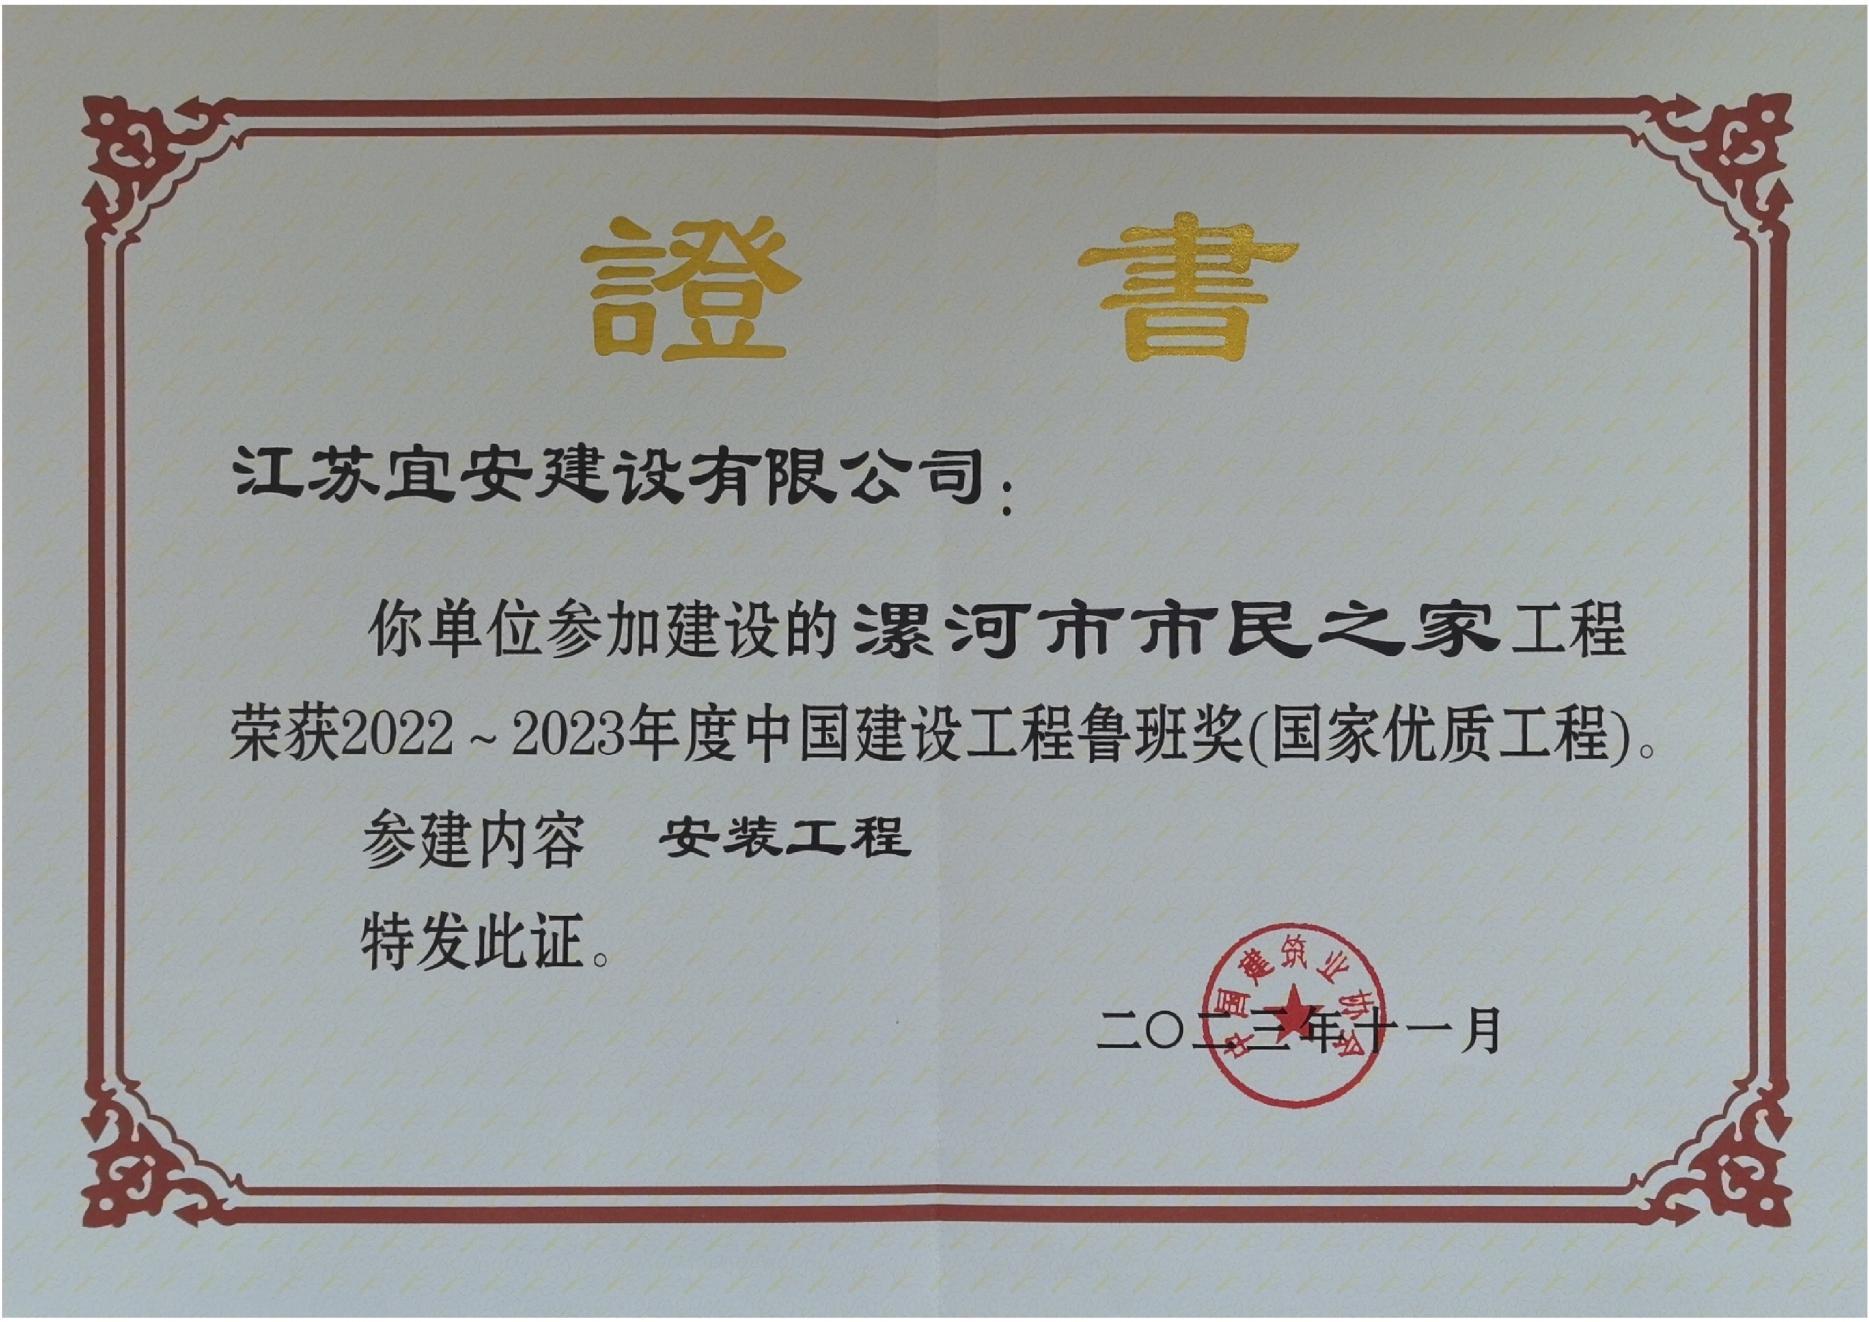 證書
江苏宜安建设有限公司：
你单位参加建设的漯河市市民之家工程
荣获2022～2023年度中国建设工程鲁班奖(国家优质工程)。
参建内容 安装工程
特发此证。
中国建筑业协会
二〇二三年十一月